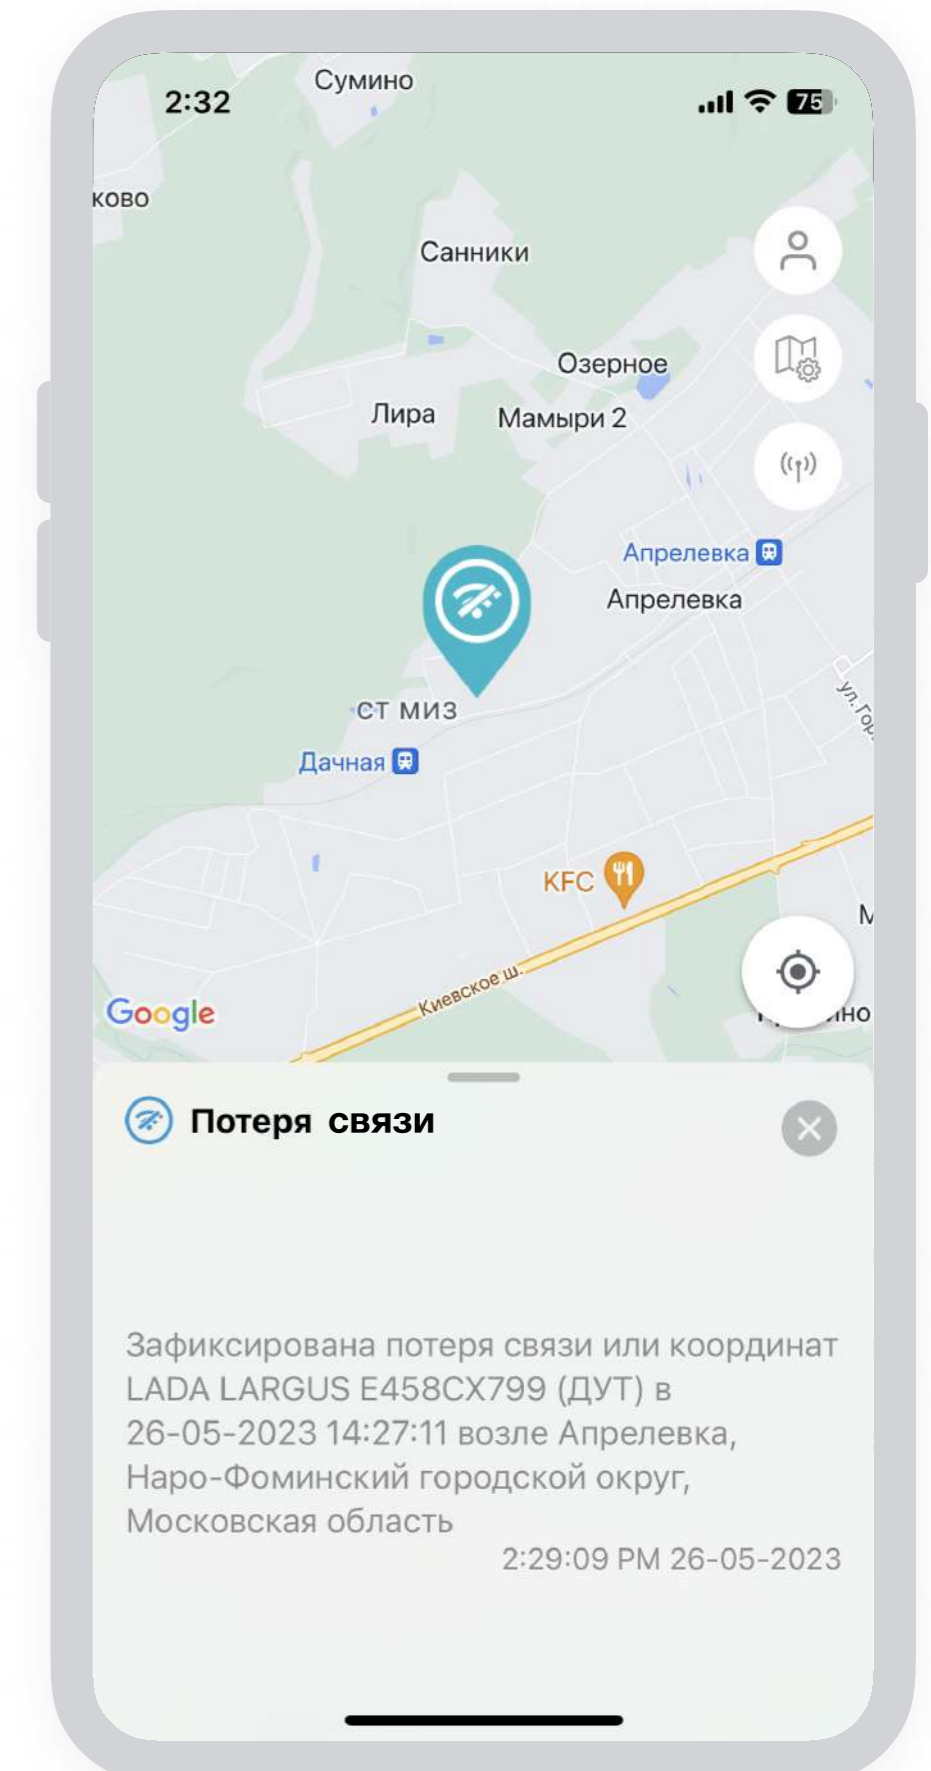 Сумино
2:32
75
ково
Санники
Озерное
Лира
Мамыри 2
Апрелевка
Апрелевка
ул. Гор
СТ МИЗ
Дачная
KFC
Киевское ш.
Google
но
Потеря связи
Зафиксирована потеря связи или координат
LADA LARGUS E458CX799 (ДУТ) в
26-05-2023 14:27:11 возле Апрелевка,
Наро-Фоминский городской округ,
Московская область
2:29:09 PM 26-05-2023